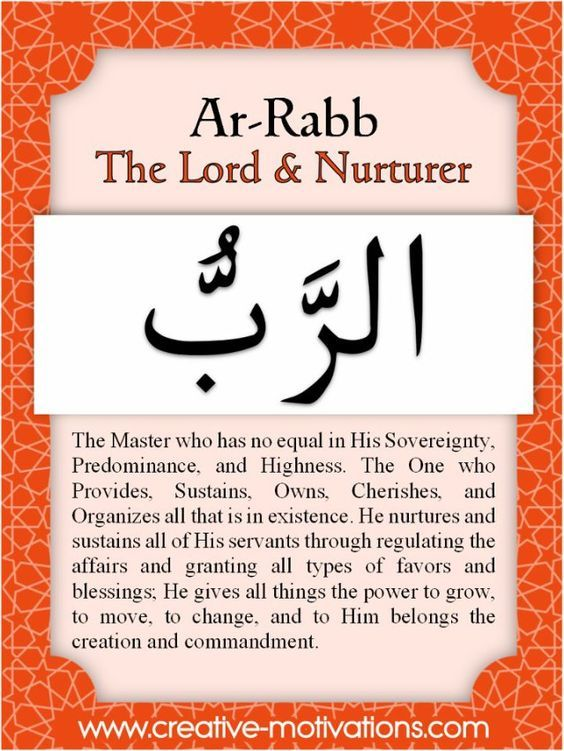 Ar-Rabb
The Lord & Nurturer
الرَّبُّ
The Master who has no equal in His Sovereignty,
Predominance, and Highness. The One who
Provides, Sustains, Owns, Cherishes, and
Organizes all that is in existence. He nurtures and
sustains all of His servants through regulating the
affairs and granting all types of favors and
blessings; He gives all things the power to grow,
to move, to change, and to Him belongs the
creation and commandment.
www.creative-motivations.com